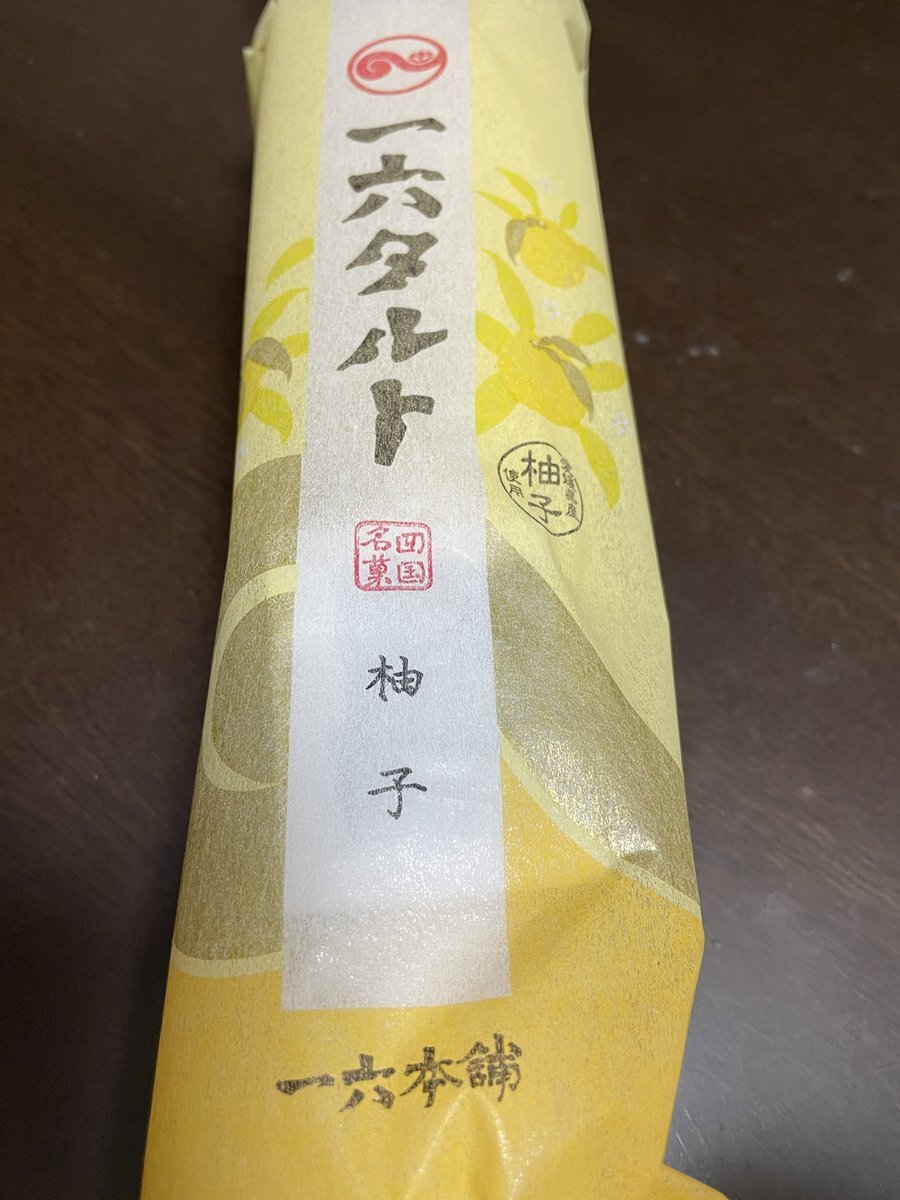 一六タルト
四国
名菓
柚子
愛媛県産
柚子
使用
一六本舗